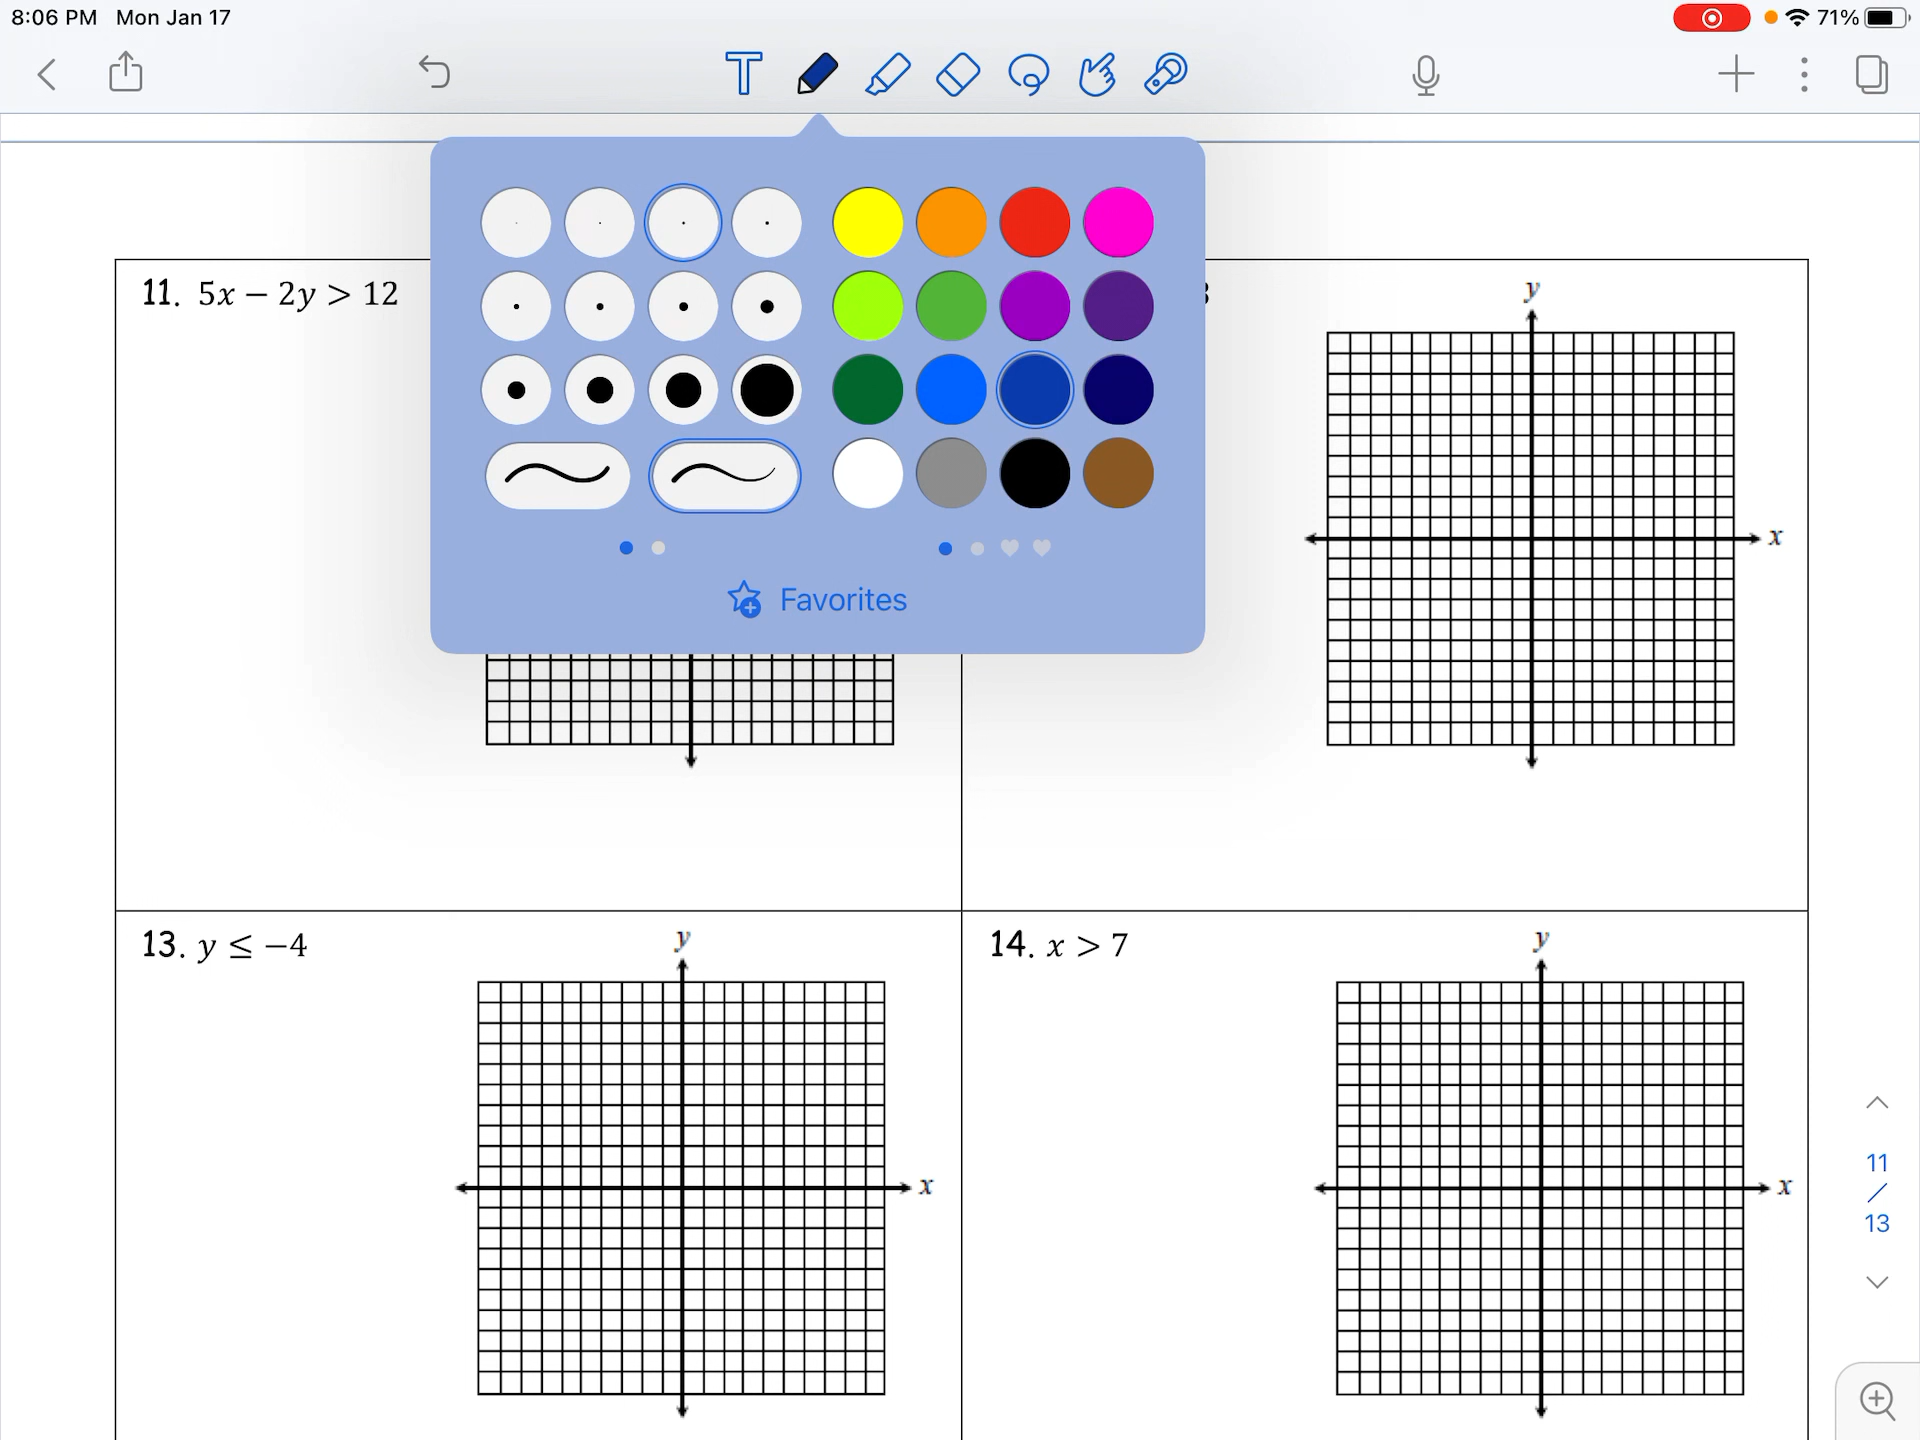 8:06 PM Mon Jan 17
71%
T
Favorites
11. 5x − 2y > 12
y
x
13. y ≤ −4
y
x
14. x > 7
y
x
11
/
13